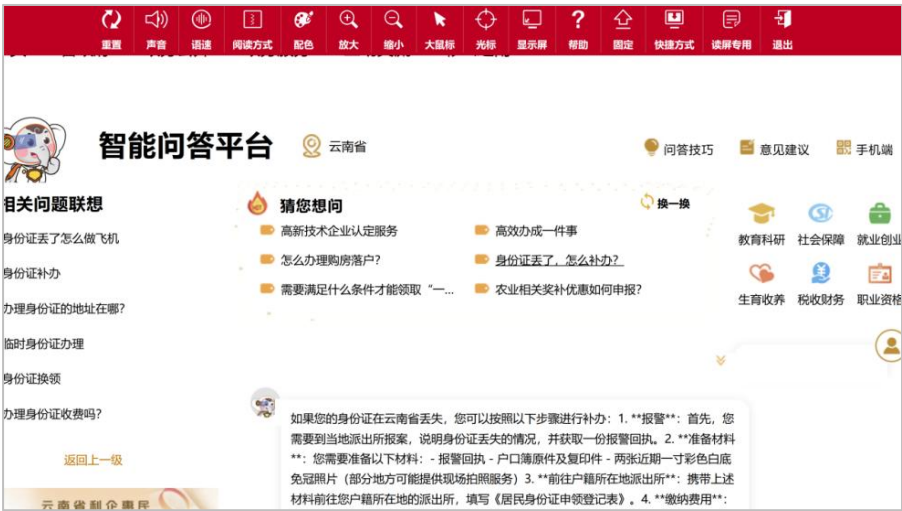 重置 声音 语速 阅读方式 配色 放大 缩小 大鼠标 光标 显示屏 帮助 固定 快捷方式 读屏专用 退出
智能问答平台 云南省 问答技巧 意见建议 手机端
相关问题联想
身份证丢了怎么做飞机
身份证补办
办理身份证的地址在哪?
临时身份证办理
身份证换领
办理身份证收费吗?
返回上一级
云南省利企惠民
猜您想问 换一换
高新技术企业认定服务 高效办成一件事
怎么办理购房落户? 身份证丢了,怎么补办?
需要满足什么条件才能领取“一... 农业相关奖补优惠如何申报?
教育科研 社会保障 就业创业
生育收养 税收财务 职业资格
如果您的身份证在云南省丢失,您可以按照以下步骤进行补办:1. **报警**:首先,您
需要到当地派出所报案,说明身份证丢失的情况,并获取一份报警回执。2. **准备材料
**:您需要准备以下材料:- 报警回执 - 户口簿原件及复印件 - 两张近期一寸彩色白底
免冠照片(部分地方可能提供现场拍照服务)3. **前往户籍所在地派出所**:携带上述
材料前往您户籍所在地的派出所,填写《居民身份证申领登记表》。4. **缴纳费用**: